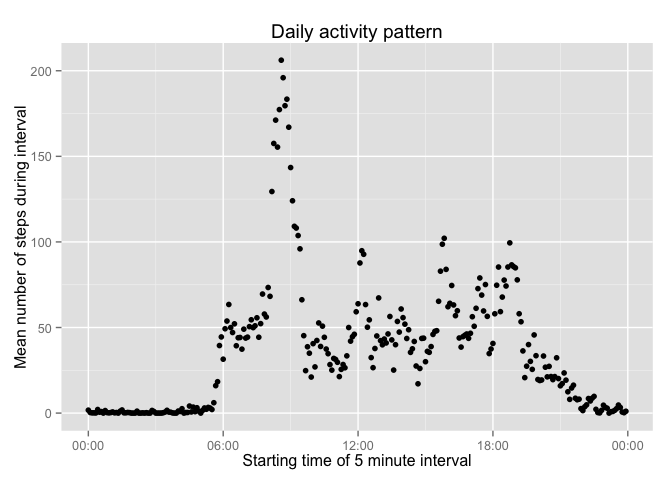 Daily activity pattern
Mean number of steps during interval
200
150
100
50
0
00:00 06:00 12:00 18:00 00:00
Starting time of 5 minute interval